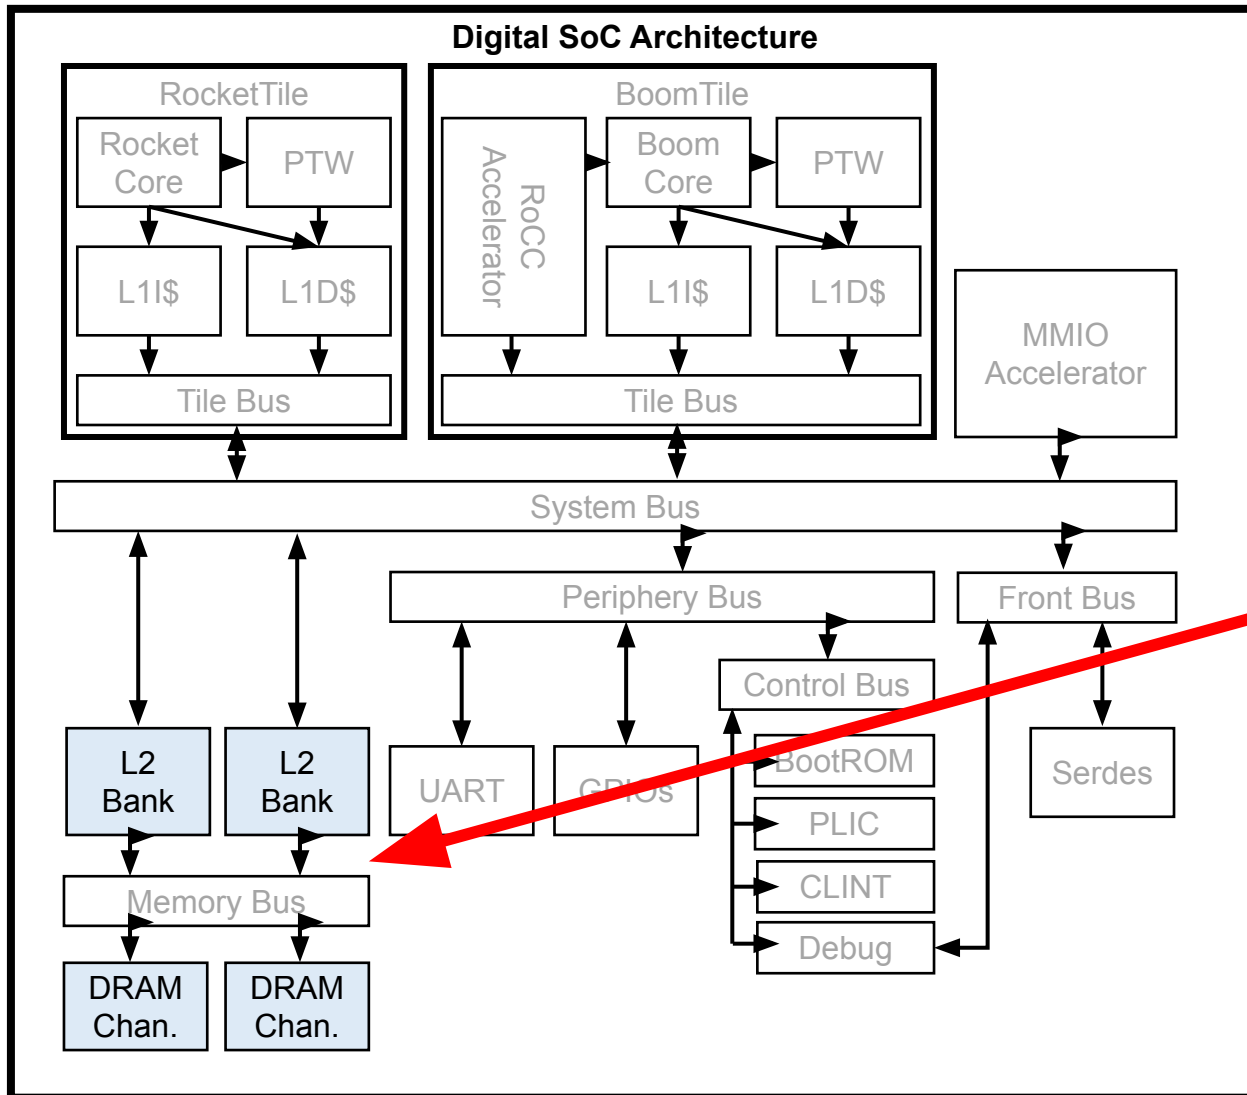 Digital SoC Architecture
RocketTile
Rocket
Core
PTW
L1I$
L1D$
Tile Bus
BoomTile
RoCC
Accelerator
Boom
Core
PTW
L1I$
L1D$
Tile Bus
MMIO
Accelerator
System Bus
Periphery Bus
Front Bus
Control Bus
L2
Bank
L2
Bank
UART
GPIOs
BootROM
PLIC
CLINT
Debug
Serdes
Memory Bus
DRAM
Chan.
DRAM
Chan.